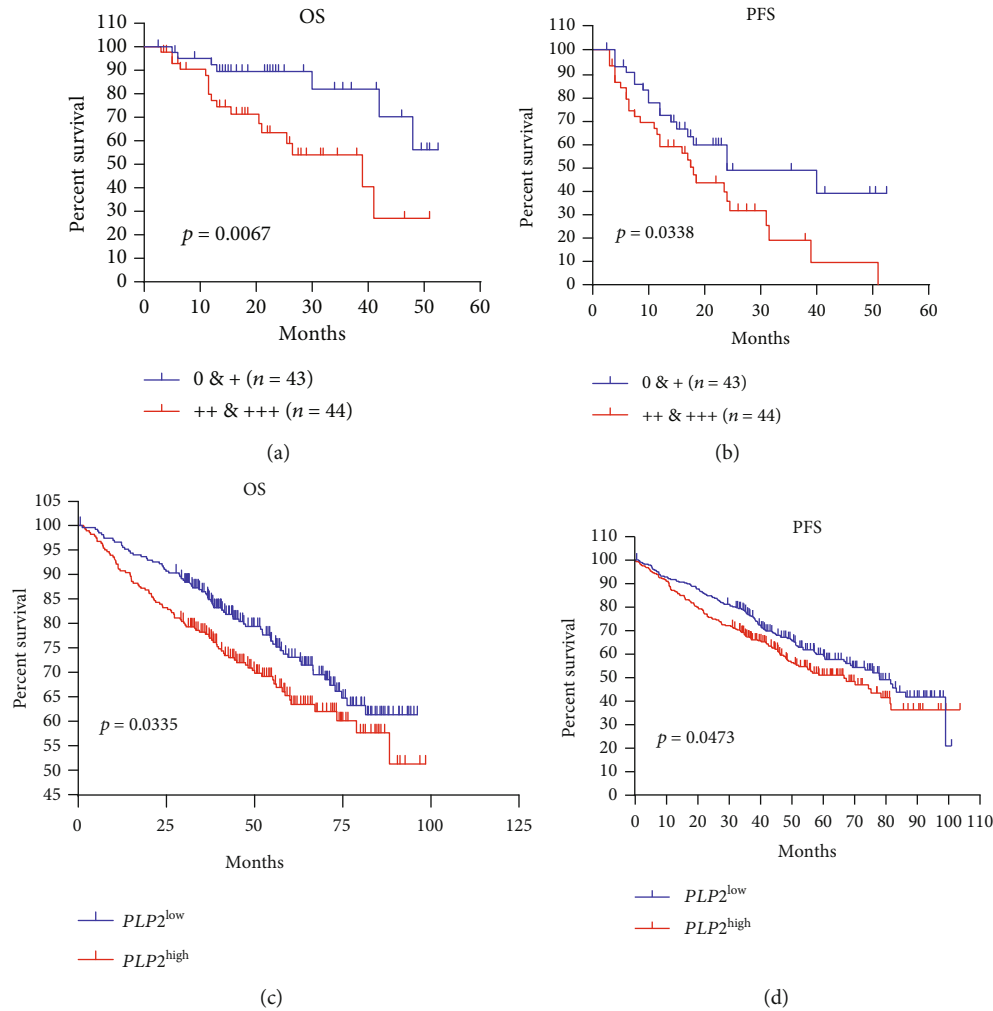 OS
110
100
90
80
70
60
50
40
30
20
10
0
Percent survival
p = 0.0067
0 10 20 30 40 50 60
Months
0 & + (n = 43)
++ & +++ (n = 44)
(a)
PFS
110
100
90
80
70
60
50
40
30
20
10
0
Percent survival
p = 0.0338
0 10 20 30 40 50 60
Months
0 & + (n = 43)
++ & +++ (n = 44)
(b)
OS
105
100
95
90
85
80
75
70
65
60
55
50
45
Percent survival
p = 0.0335
0 25 50 75 100 125
Months
PLP2low
PLP2high
(c)
PFS
110
100
90
80
70
60
50
40
30
20
10
0
Percent survival
p = 0.0473
0 10 20 30 40 50 60 70 80 90 100 110
Months
PLP2low
PLP2high
(d)